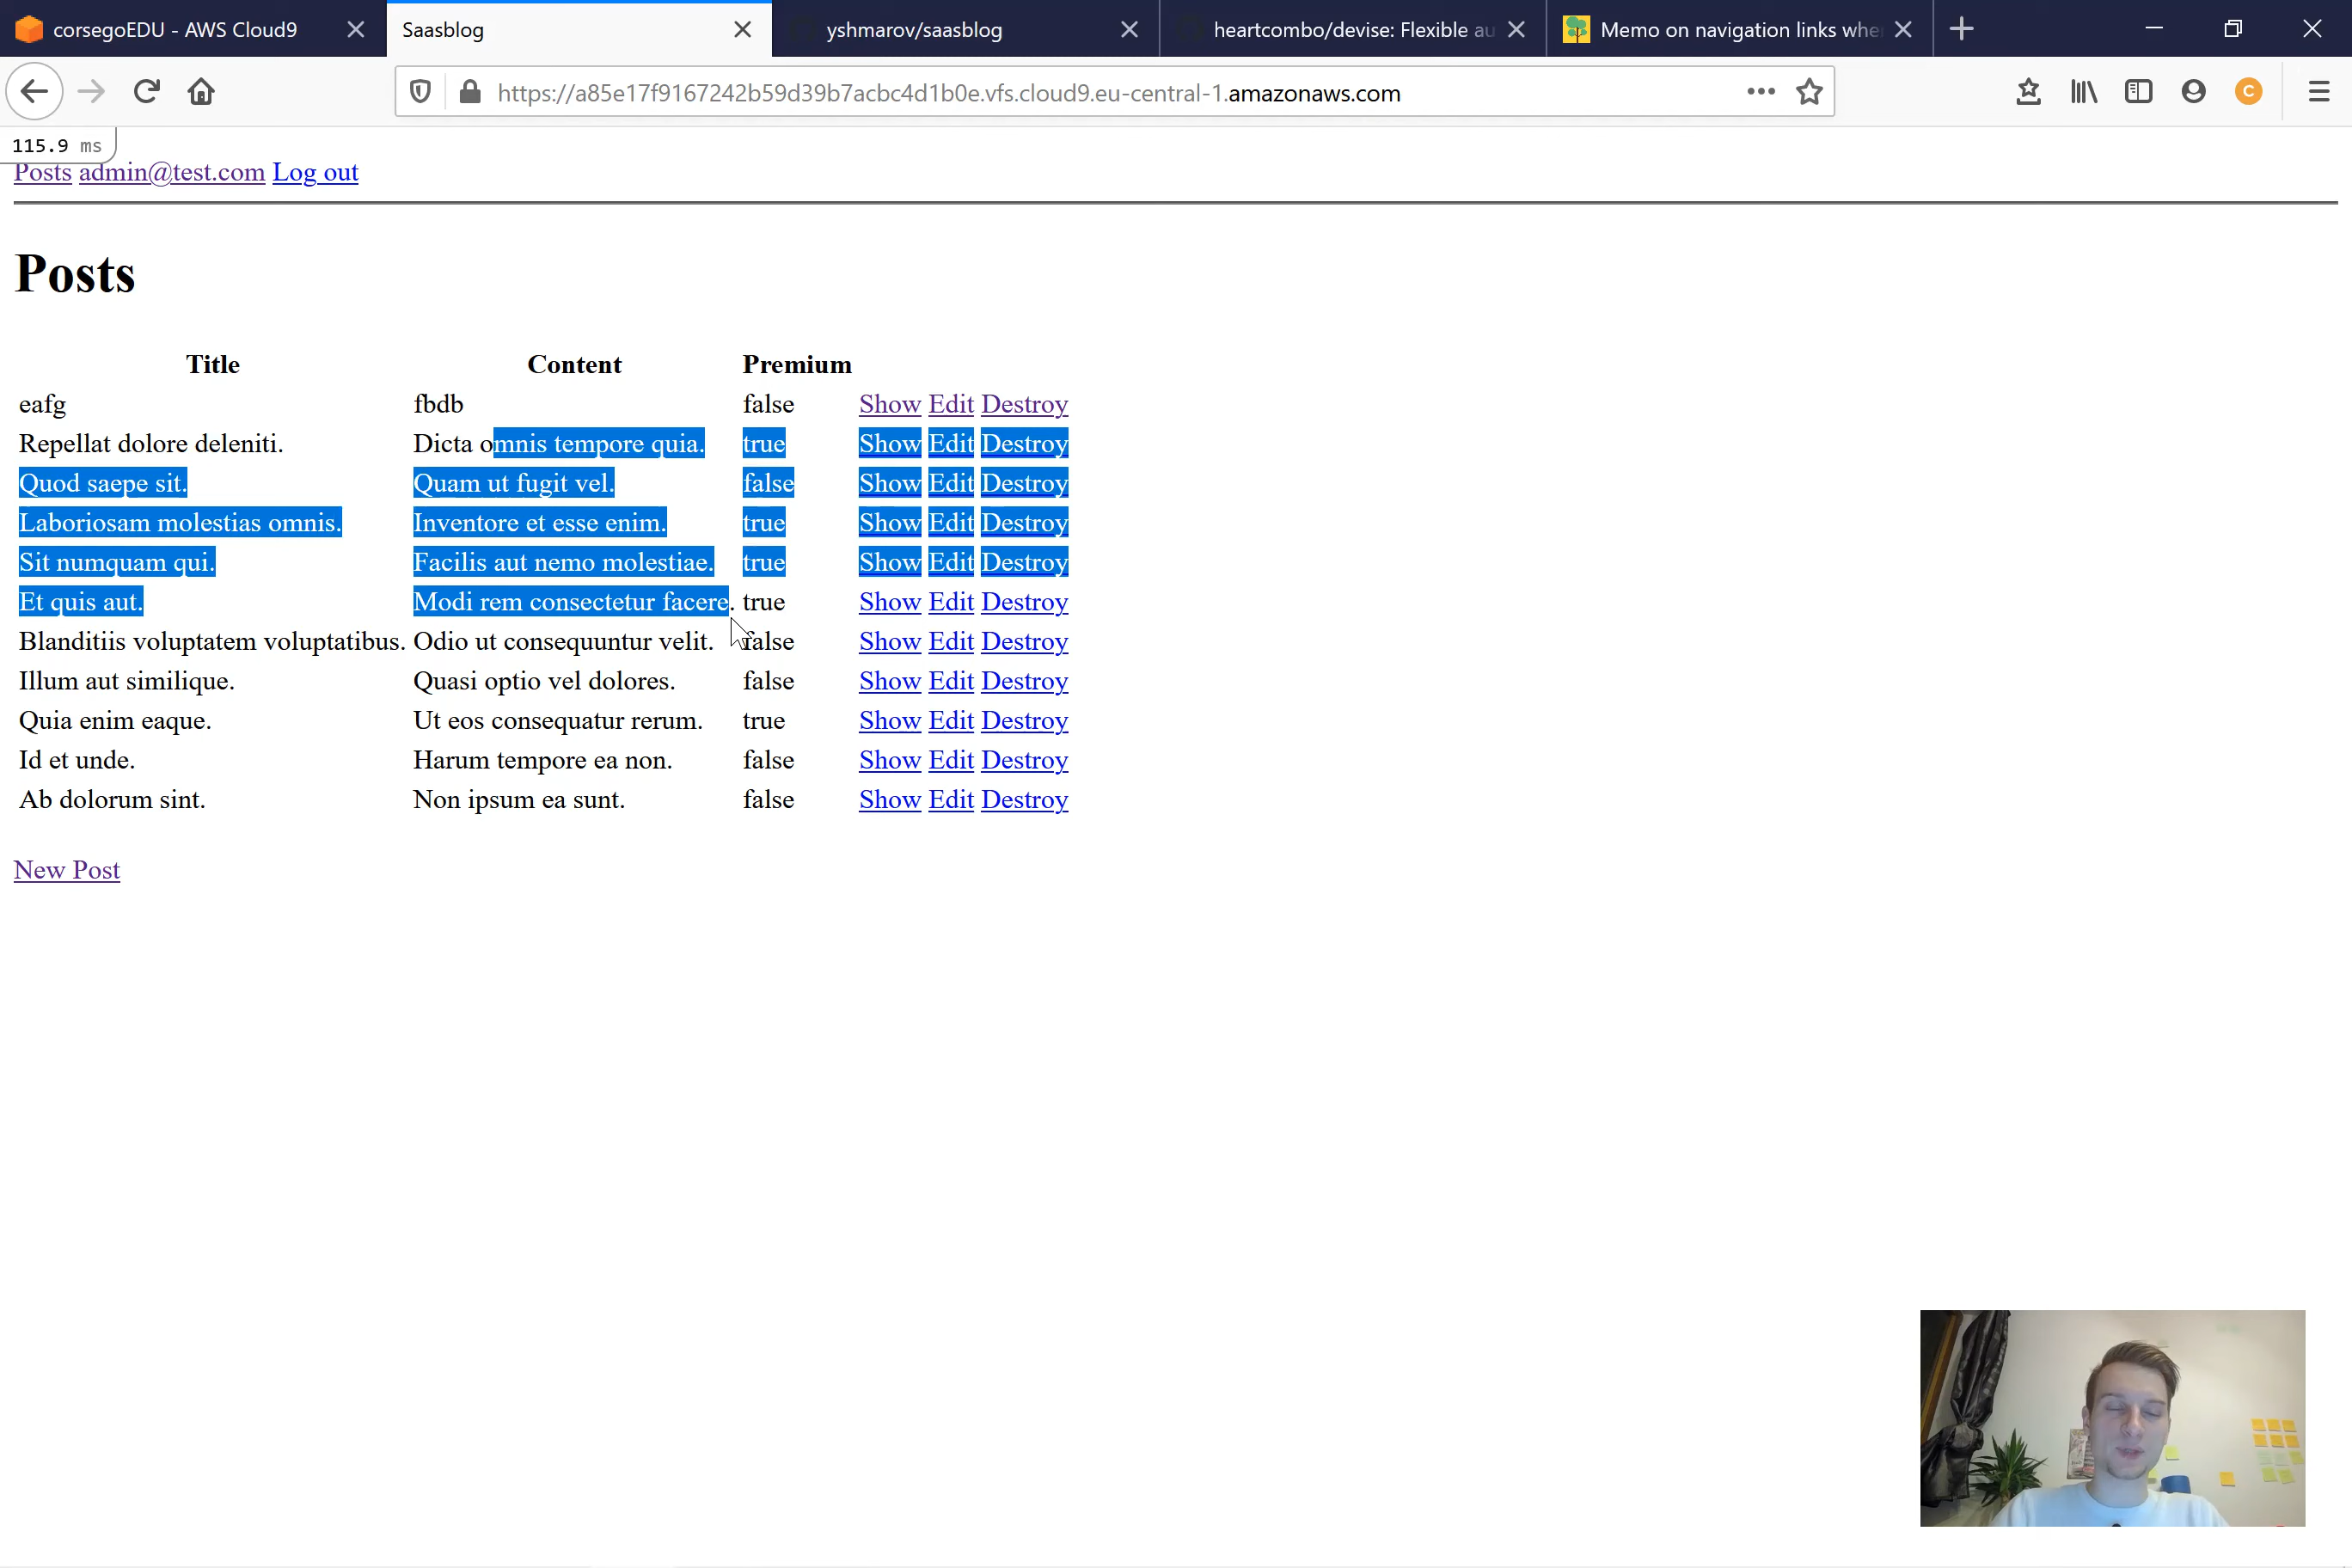 corsegoEDU - AWS Cloud9
Saasblog
yshmarov/saasblog
heartcombo/devise: Flexible au
Memo on navigation links whe
https://a85e17f9167242b59d39b7acbc4d1b0e.vfs.cloud9.eu-central-1.amazonaws.com
C
115.9 ms
Posts admin@test.com Log out
Posts
Title Content Premium
eafg fbdb false Show Edit Destroy
Repellat dolore deleniti. Dicta omnis tempore quia. true Show Edit Destroy
Quod saepe sit. Quam ut fugit vel. false Show Edit Destroy
Laboriosam molestias omnis. Inventore et esse enim. true Show Edit Destroy
Sit numquam qui. Facilis aut nemo molestiae. true Show Edit Destroy
Et quis aut. Modi rem consectetur facere. true Show Edit Destroy
Blanditiis voluptatem voluptatibus. Odio ut consequuntur velit. false Show Edit Destroy
Illum aut similique. Quasi optio vel dolores. false Show Edit Destroy
Quia enim eaque. Ut eos consequatur rerum. true Show Edit Destroy
Id et unde. Harum tempore ea non. false Show Edit Destroy
Ab dolorum sint. Non ipsum ea sunt. false Show Edit Destroy
New Post